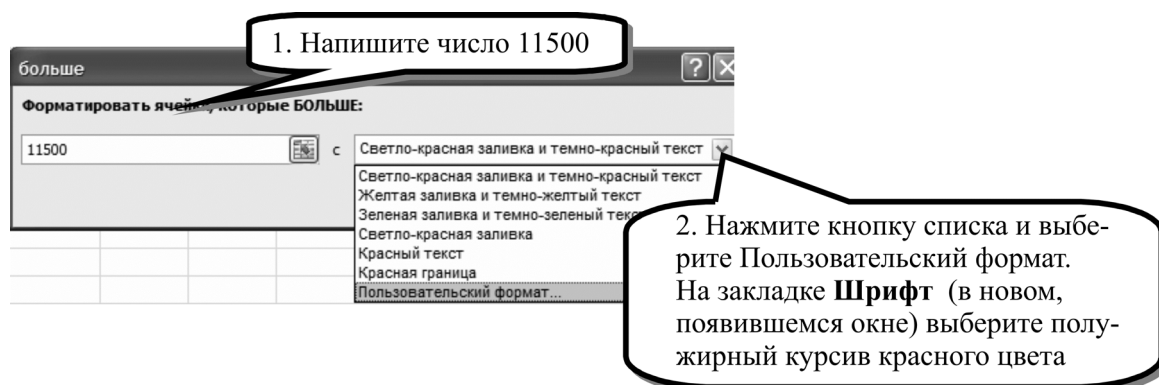 1. Напишите число 11500
больше
Форматировать ячейки, которые БОЛЬШЕ:
11500
с
Светло-красная заливка и темно-красный текст
Светло-красная заливка и темно-красный текст
Желтая заливка и темно-желтый текст
Зеленая заливка и темно-зеленый текс
Светло-красная заливка
Красный текст
Красная граница
Пользовательский формат...
2. Нажмите кнопку списка и выбе-
рите Пользовательский формат.
На закладке Шрифт (в новом,
появившемся окне) выберите полу-
жирный курсив красного цвета